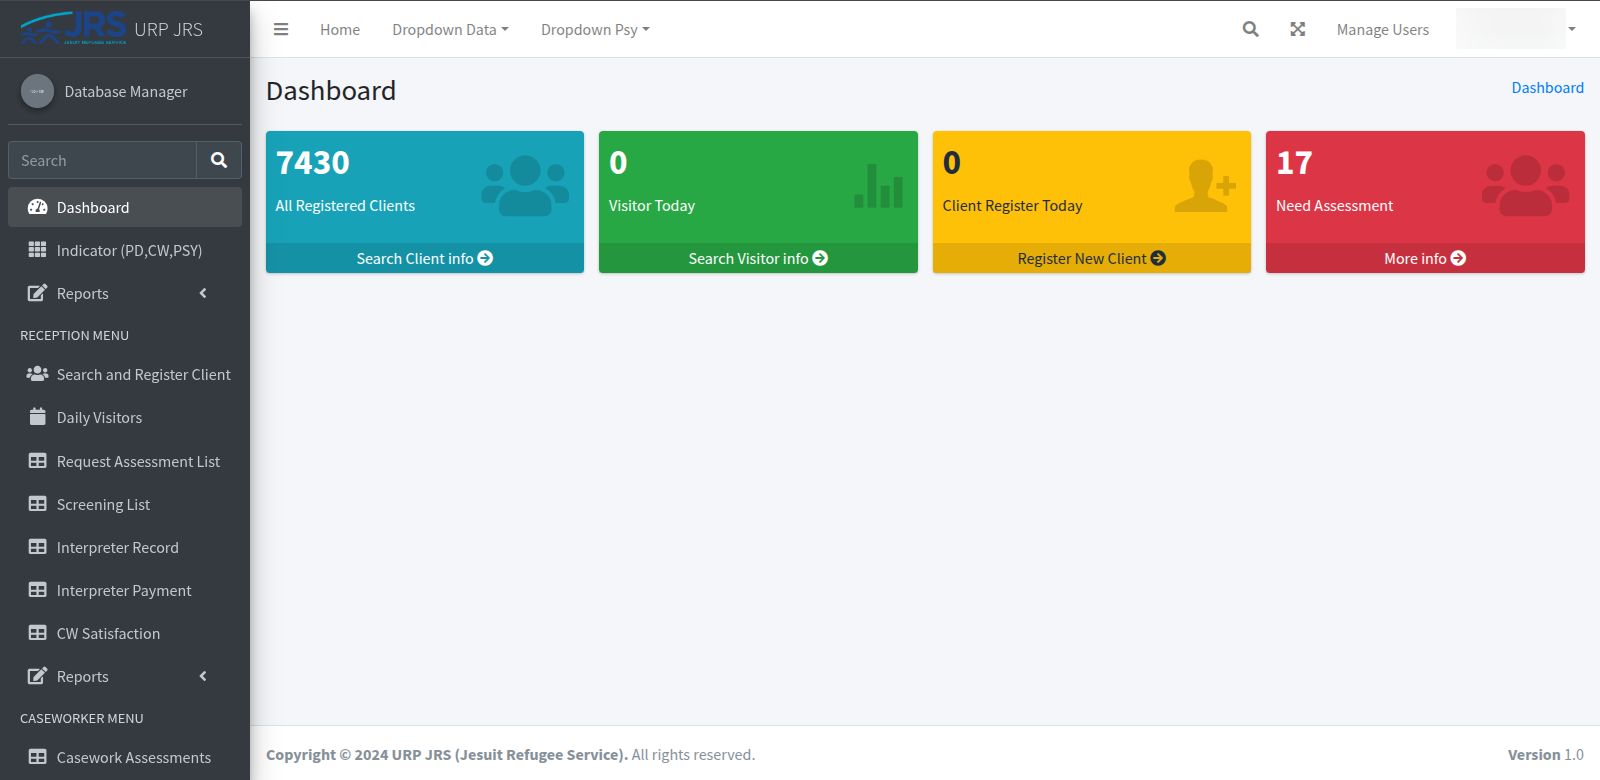 JRS
JESUIT REFUGEE SERVICE
URP JRS
Home
Dropdown Data
Dropdown Psy
Manage Users
Database Manager
Search
Dashboard
Indicator (PD,CW,PSY)
Reports
RECEPTION MENU
Search and Register Client
Daily Visitors
Request Assessment List
Screening List
Interpreter Record
Interpreter Payment
CW Satisfaction
Reports
CASEWORKER MENU
Casework Assessments
Dashboard
Dashboard
7430
All Registered Clients
Search Client info
0
Visitor Today
Search Visitor info
0
Client Register Today
Register New Client
17
Need Assessment
More info
Copyright © 2024 URP JRS (Jesuit Refugee Service). All rights reserved.
Version 1.0